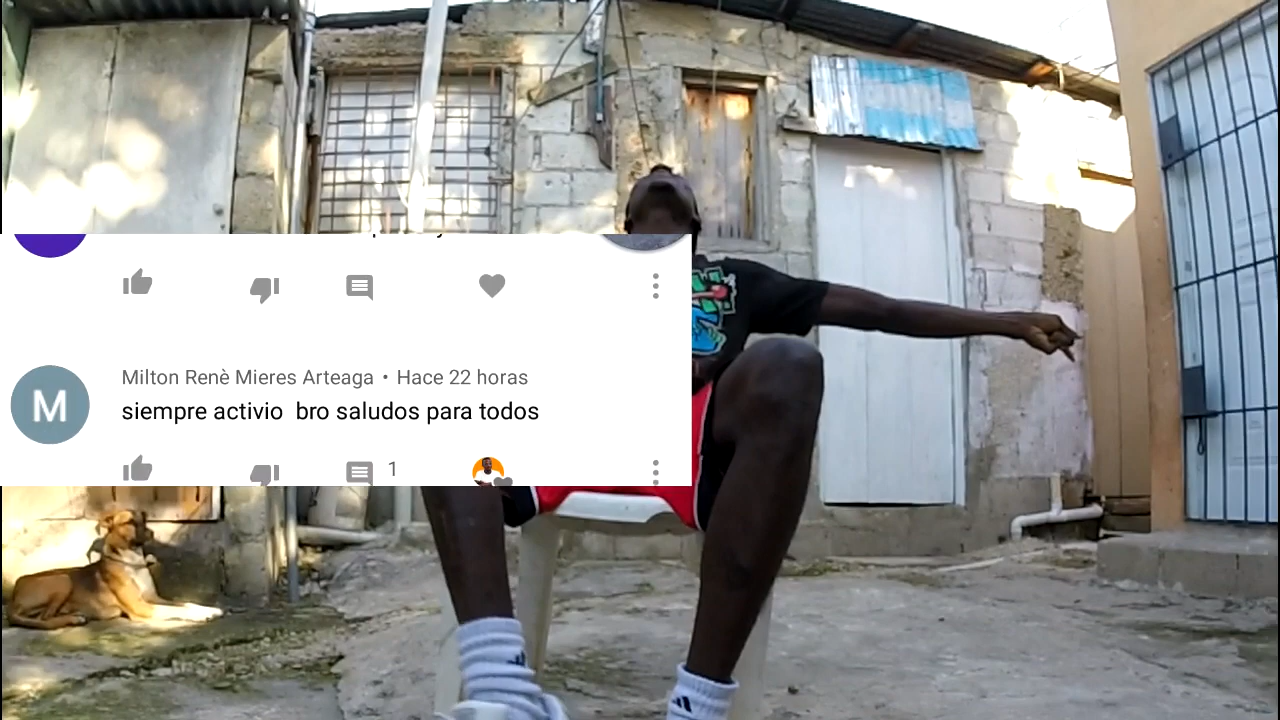 Milton Renè Mieres Arteaga • Hace 22 horas
siempre activio bro saludos para todos
1
M